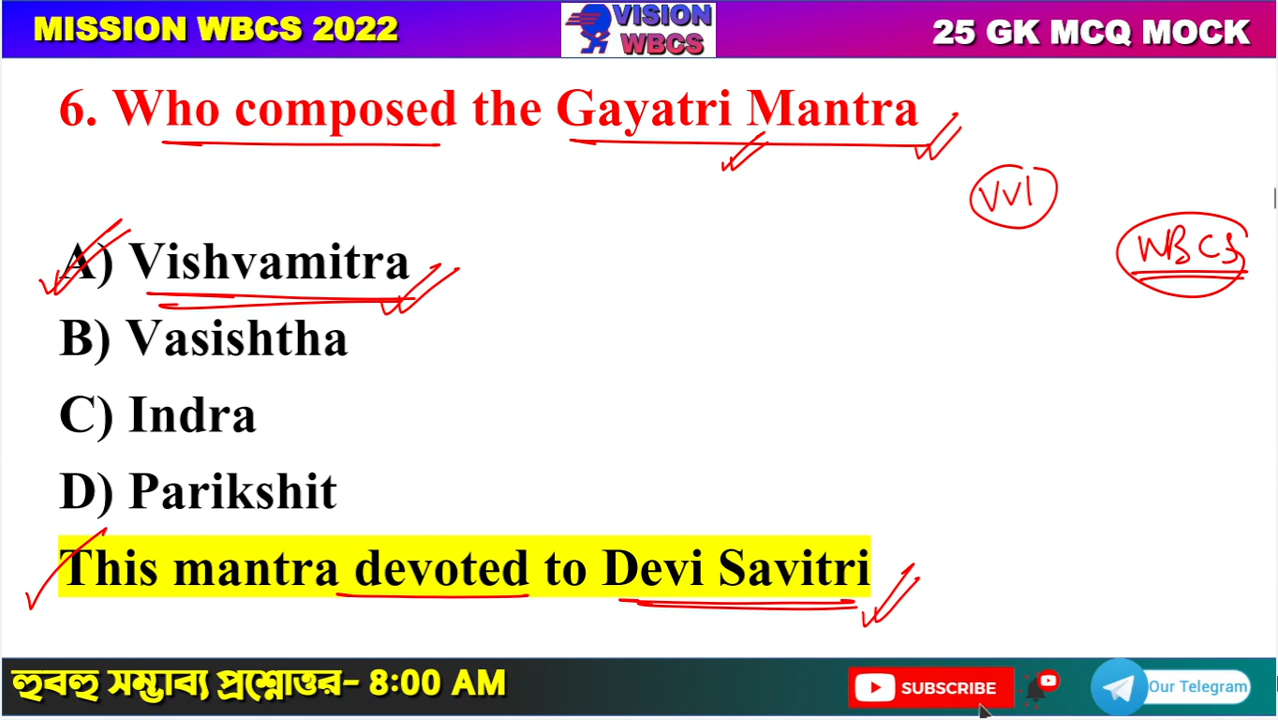 MISSION WBCS 2022
VISION
WBCS
25 GK MCQ MOCK
6. Who composed the Gayatri Mantra
VVI
WBCS
A) Vishvamitra
B) Vasishtha
C) Indra
D) Parikshit
This mantra devoted to Devi Savitri
হুবহু সম্ভাব্য প্রশ্নোত্তর- 8:00 AM
SUBSCRIBE
Our Telegram